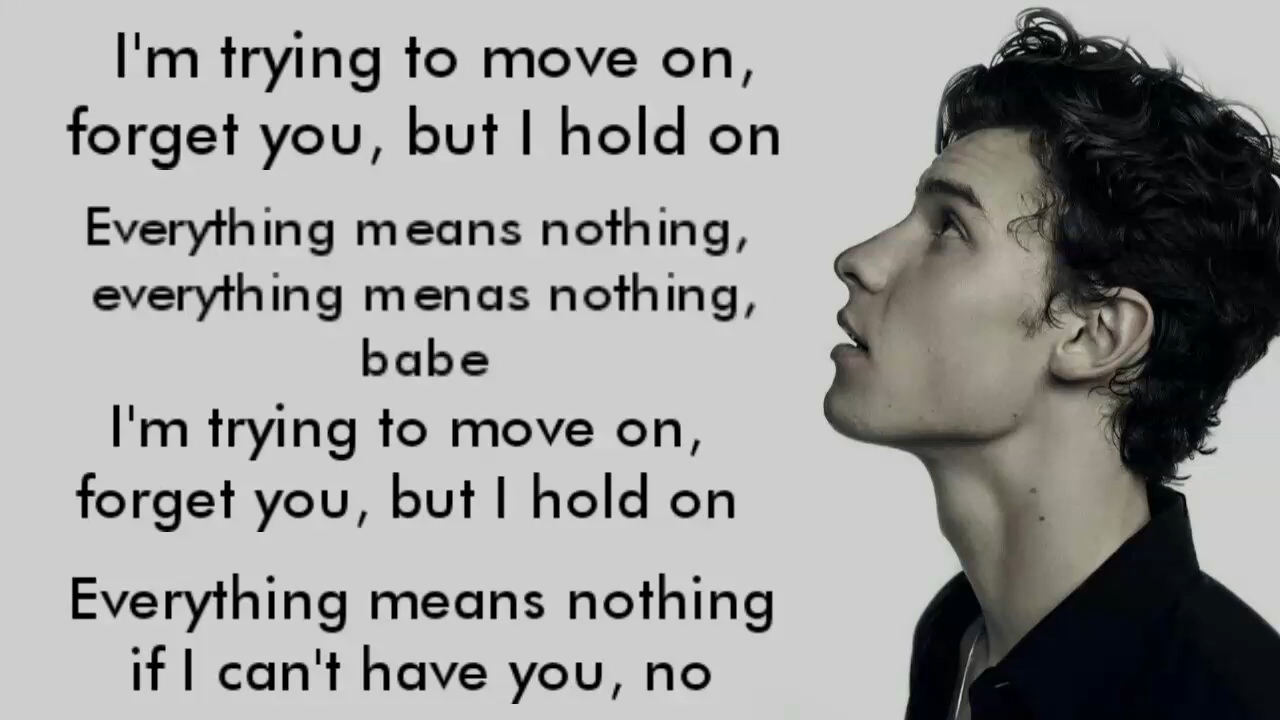 I'm trying to move on,
forget you, but I hold on
Everything means nothing,
everything menas nothing,
babe
I'm trying to move on,
forget you, but I hold on
Everything means nothing
if I can't have you, no